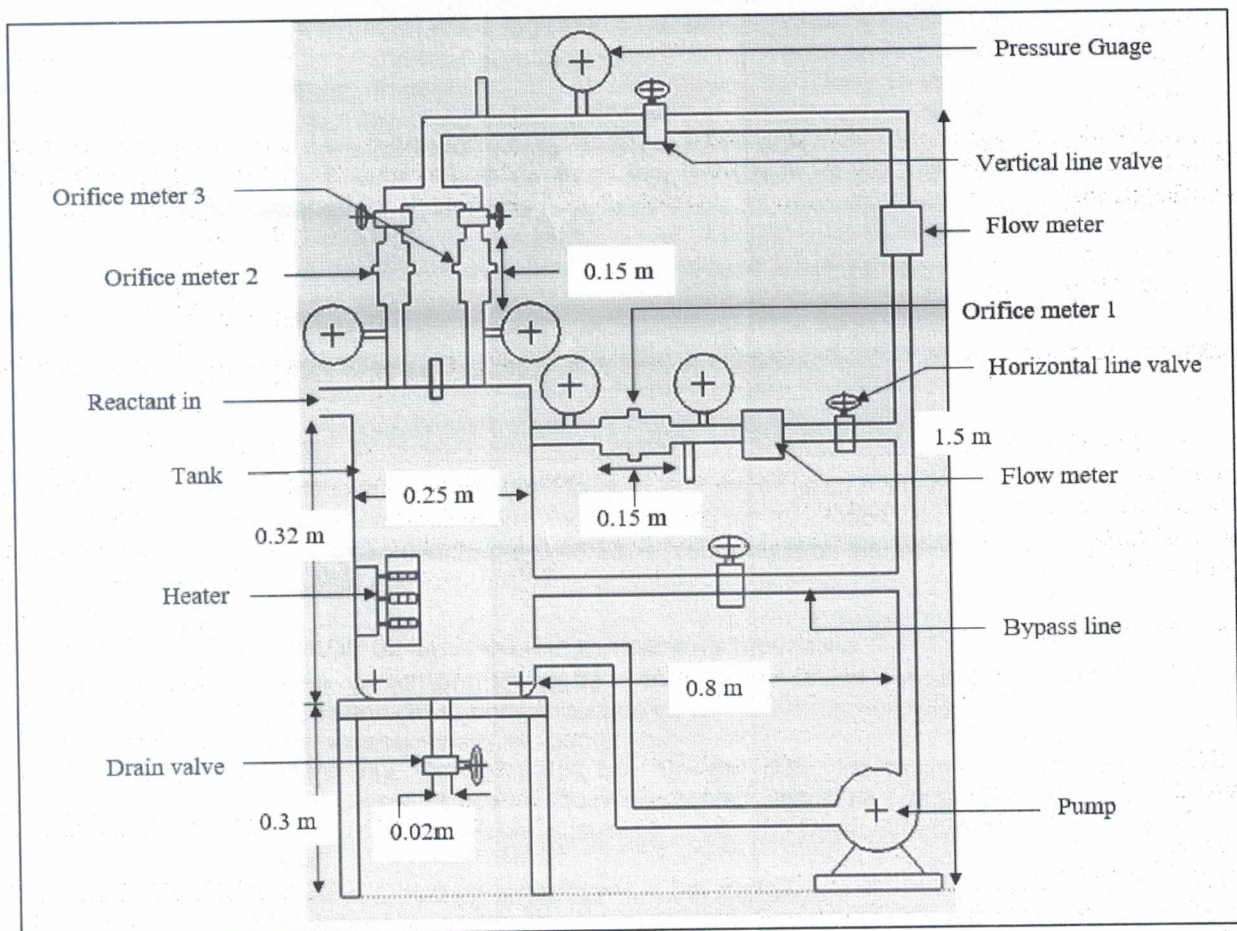 Pressure Guage
Vertical line valve
Orifice meter 3
Flow meter
Orifice meter 2
0.15 m
Orifice meter 1
Horizontal line valve
Reactant in
1.5 m
Tank
0.25 m
Flow meter
0.15 m
0.32 m
Heater
Bypass line
0.8 m
Drain valve
Pump
0.3 m
0.02m